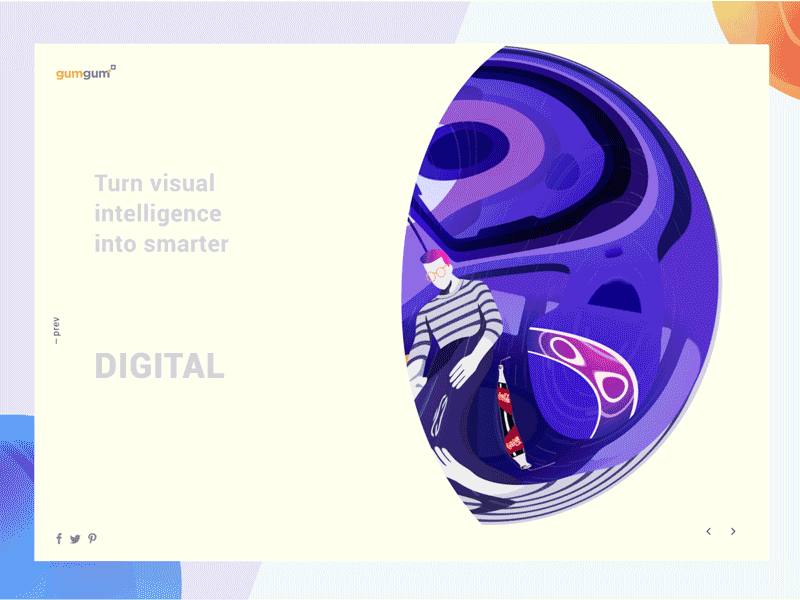 gumgum
Turn visual
intelligence
into smarter
– prev
DIGITAL